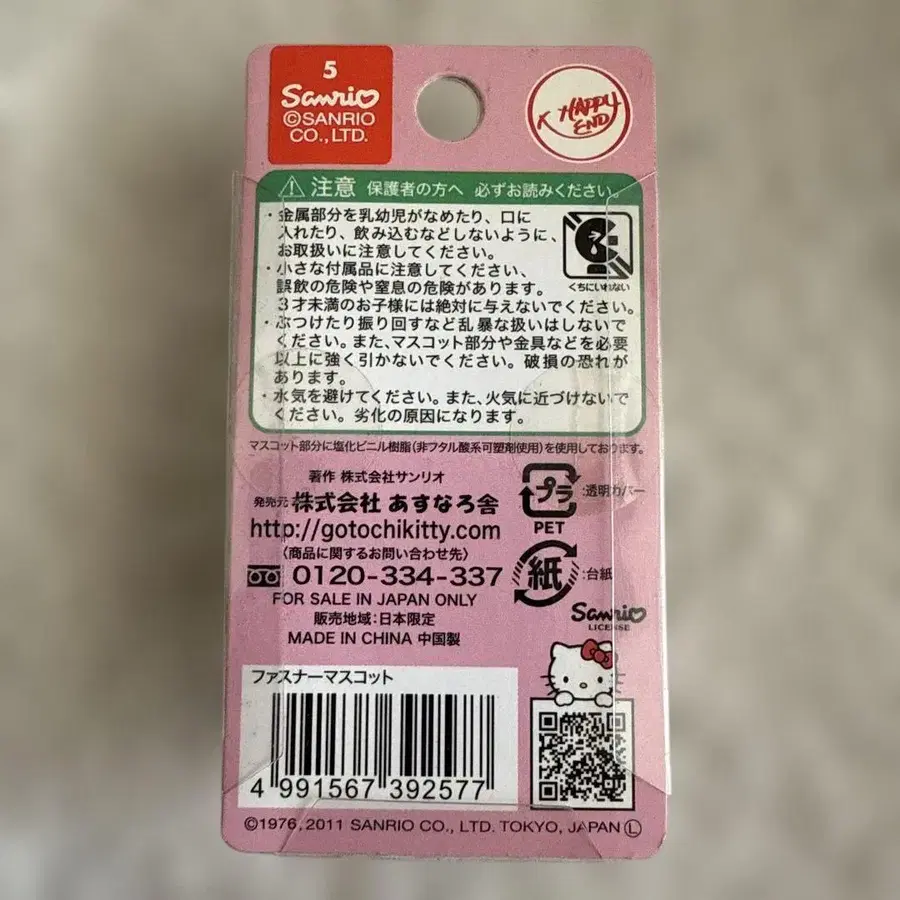 5
Sanrio
©SANRIO
CO., LTD.
HAPPY
END
注意 保護者の方へ 必ずお読みください。
・金属部分を乳幼児がなめたり、口に
入れたり、飲み込むなどしないように、
お取扱いに注意してください。
・小さな付属品に注意してください、
誤飲の危険や窒息の危険があります。
3才未満のお子様には絶対に与えないでください。
・ぶつけたり振り回すなど乱暴な扱いはしないで
ください。また、マスコット部分や金具などを必要
以上に強く引かないでください。破損の恐れが
あります。
・水気を避けてください。また、火気に近づけないで
ください。劣化の原因になります。
くちにいれない
マスコット部分に塩化ビニル樹脂(非フタル酸系可塑剤使用)を使用しております。
著作 株式会社サンリオ
発売元 株式会社 あすなろ舎
http://gotochikitty.com
〈商品に関するお問い合わせ先〉
0120-334-337
FOR SALE IN JAPAN ONLY
販売地域:日本限定
MADE IN CHINA 中国製
プラ :透明カバー
PET
紙 :台紙
Sanrio
LICENSE
ファスナーマスコット
4 991567 392577
©1976, 2011 SANRIO CO., LTD. TOKYO, JAPAN Ⓛ